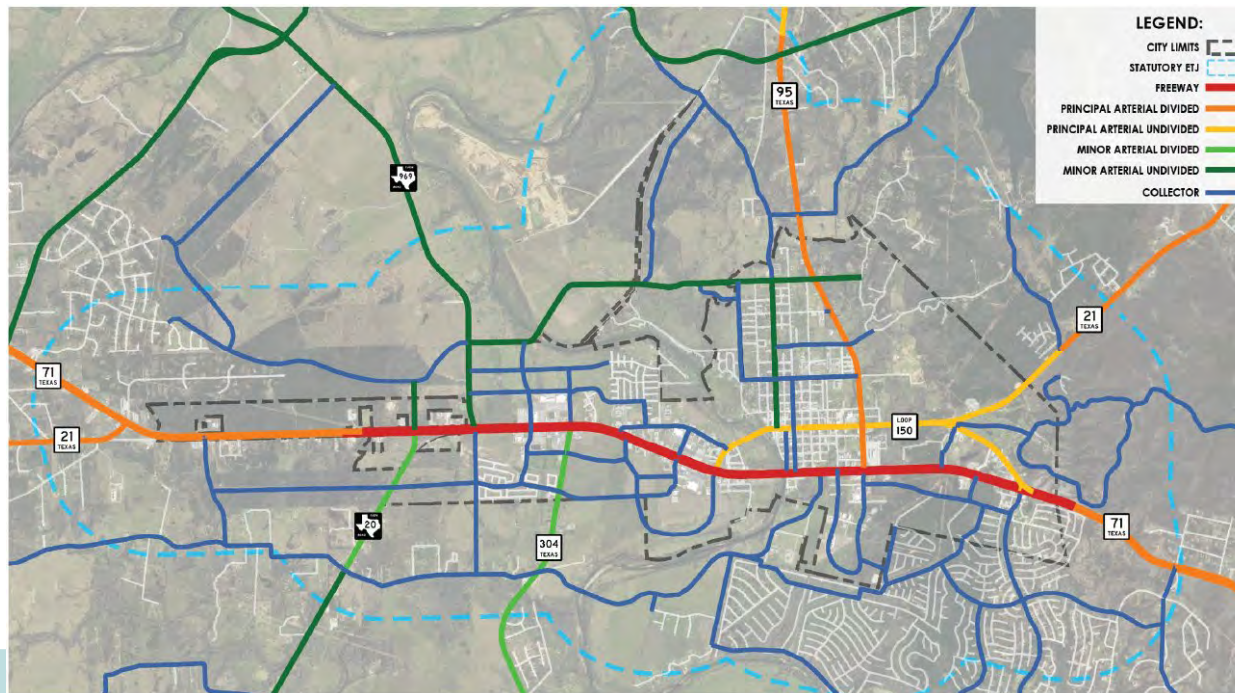 LEGEND:
CITY LIMITS
STATUTORY ETJ
FREEWAY
PRINCIPAL ARTERIAL DIVIDED
PRINCIPAL ARTERIAL UNDIVIDED
MINOR ARTERIAL DIVIDED
MINOR ARTERIAL UNDIVIDED
COLLECTOR
95
TEXAS
969
21
TEXAS
71
TEXAS
21
TEXAS
LOOP
150
20
304
TEXAS
71
TEXAS